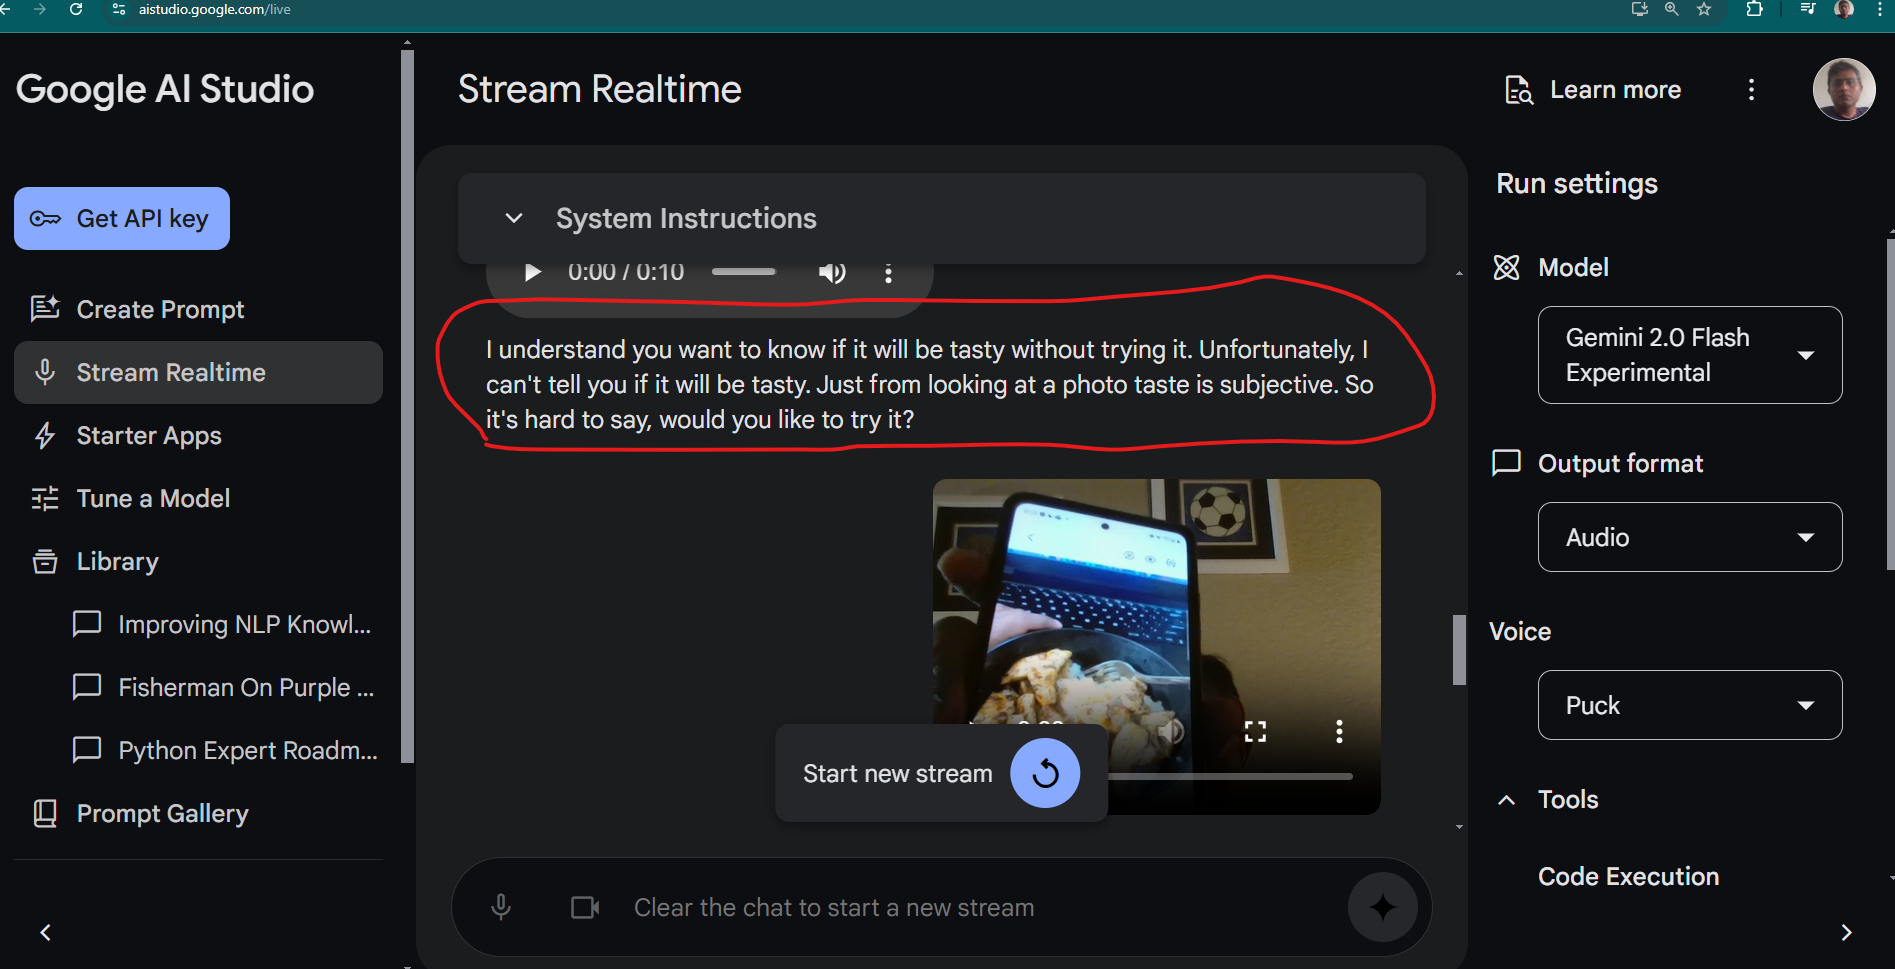 aistudio.google.com/live
Google AI Studio
Get API key
Create Prompt
Stream Realtime
Starter Apps
Tune a Model
Library
Improving NLP Knowl...
Fisherman On Purple ...
Python Expert Roadm...
Prompt Gallery
Stream Realtime
System Instructions
0:00 / 0:10
I understand you want to know if it will be tasty without trying it. Unfortunately, I
can't tell you if it will be tasty. Just from looking at a photo taste is subjective. So
it's hard to say, would you like to try it?
Start new stream
Clear the chat to start a new stream
Learn more
Run settings
Model
Gemini 2.0 Flash
Experimental
Output format
Audio
Voice
Puck
Tools
Code Execution